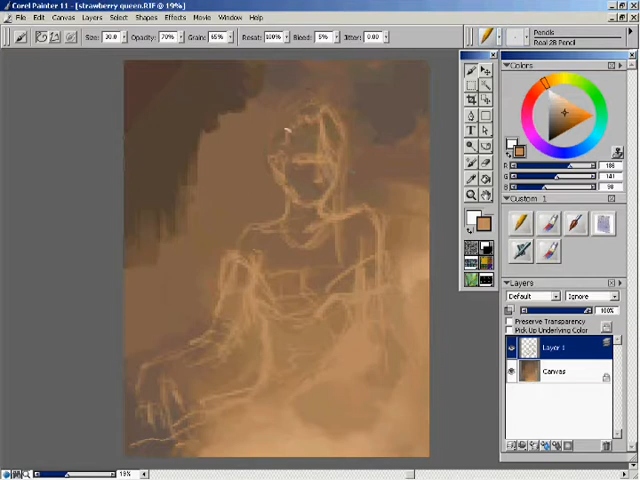 Corel Painter 11 - [strawberry queen.RIF @ 19%]
File Edit Canvas Layers Select Shapes Effects Movie Window Help
Size: 30.0 Opacity: 70% Grain: 65% Resat: 100% Bleed: 5% Jitter: 0.00
Pencils
Real 2B Pencil
Colors
R 186
G 141
B 98
Custom 1
Layers
Default Ignore
100%
Preserve Transparency
Pick Up Underlying Color
Layer 1
Canvas
19%